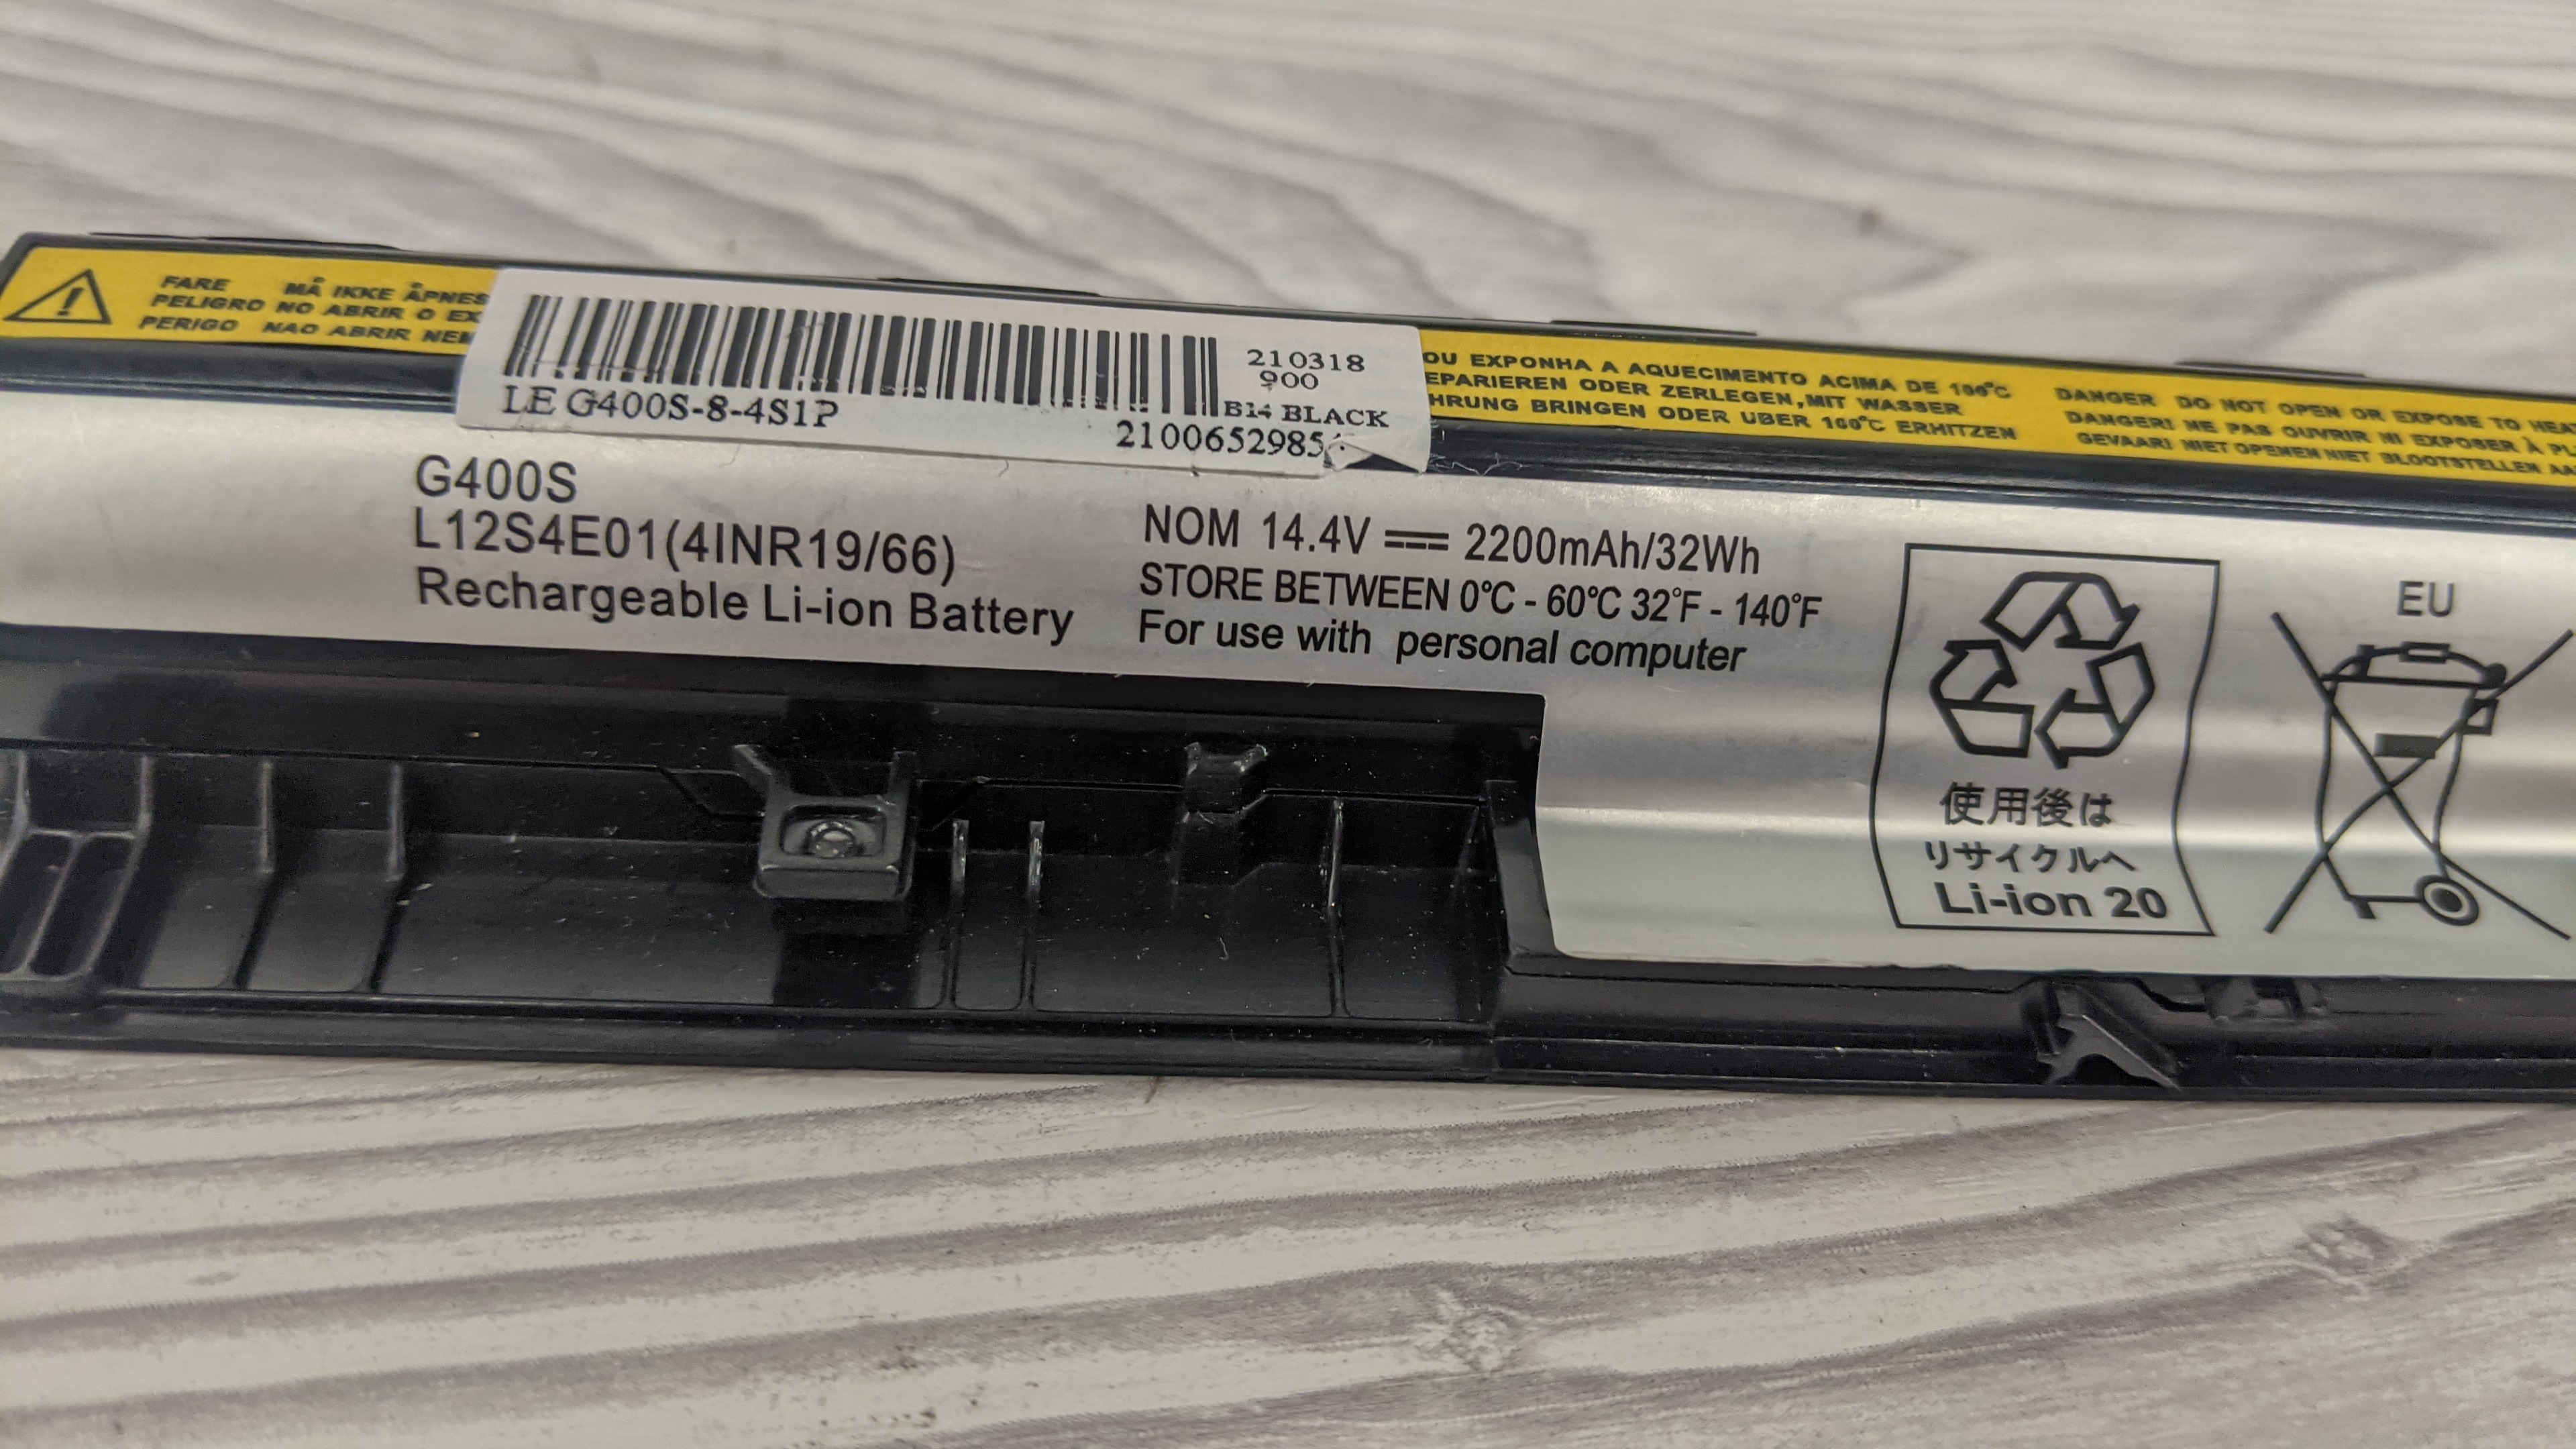 FARE MÅ IKKE ÅPNES
PELIGRO NO ABRIR O EX
PERIGO NAO ABRIR NEM
210318
900
LE G400S-8-4S1P
B14 BLACK
2100652985
OU EXPONHA A AQUECIMENTO ACIMA DE 100°C
EPARIEREN ODER ZERLEGEN,MIT WASSER
HRUNG BRINGEN ODER UBER 100°C ERHITZEN
DANGER DO NOT OPEN OR EXPOSE TO HEA
DANGER! NE PAS OUVRIR NI EXPOSER À PL
GEVAAR! NIET OPENEN NIET BLOOTSTELLEN AA
G400S
L12S4E01(4INR19/66)
Rechargeable Li-ion Battery
NOM 14.4V 2200mAh/32Wh
STORE BETWEEN 0°C - 60°C 32°F - 140°F
For use with personal computer
使用後は
リサイクルへ
Li-ion 20
EU